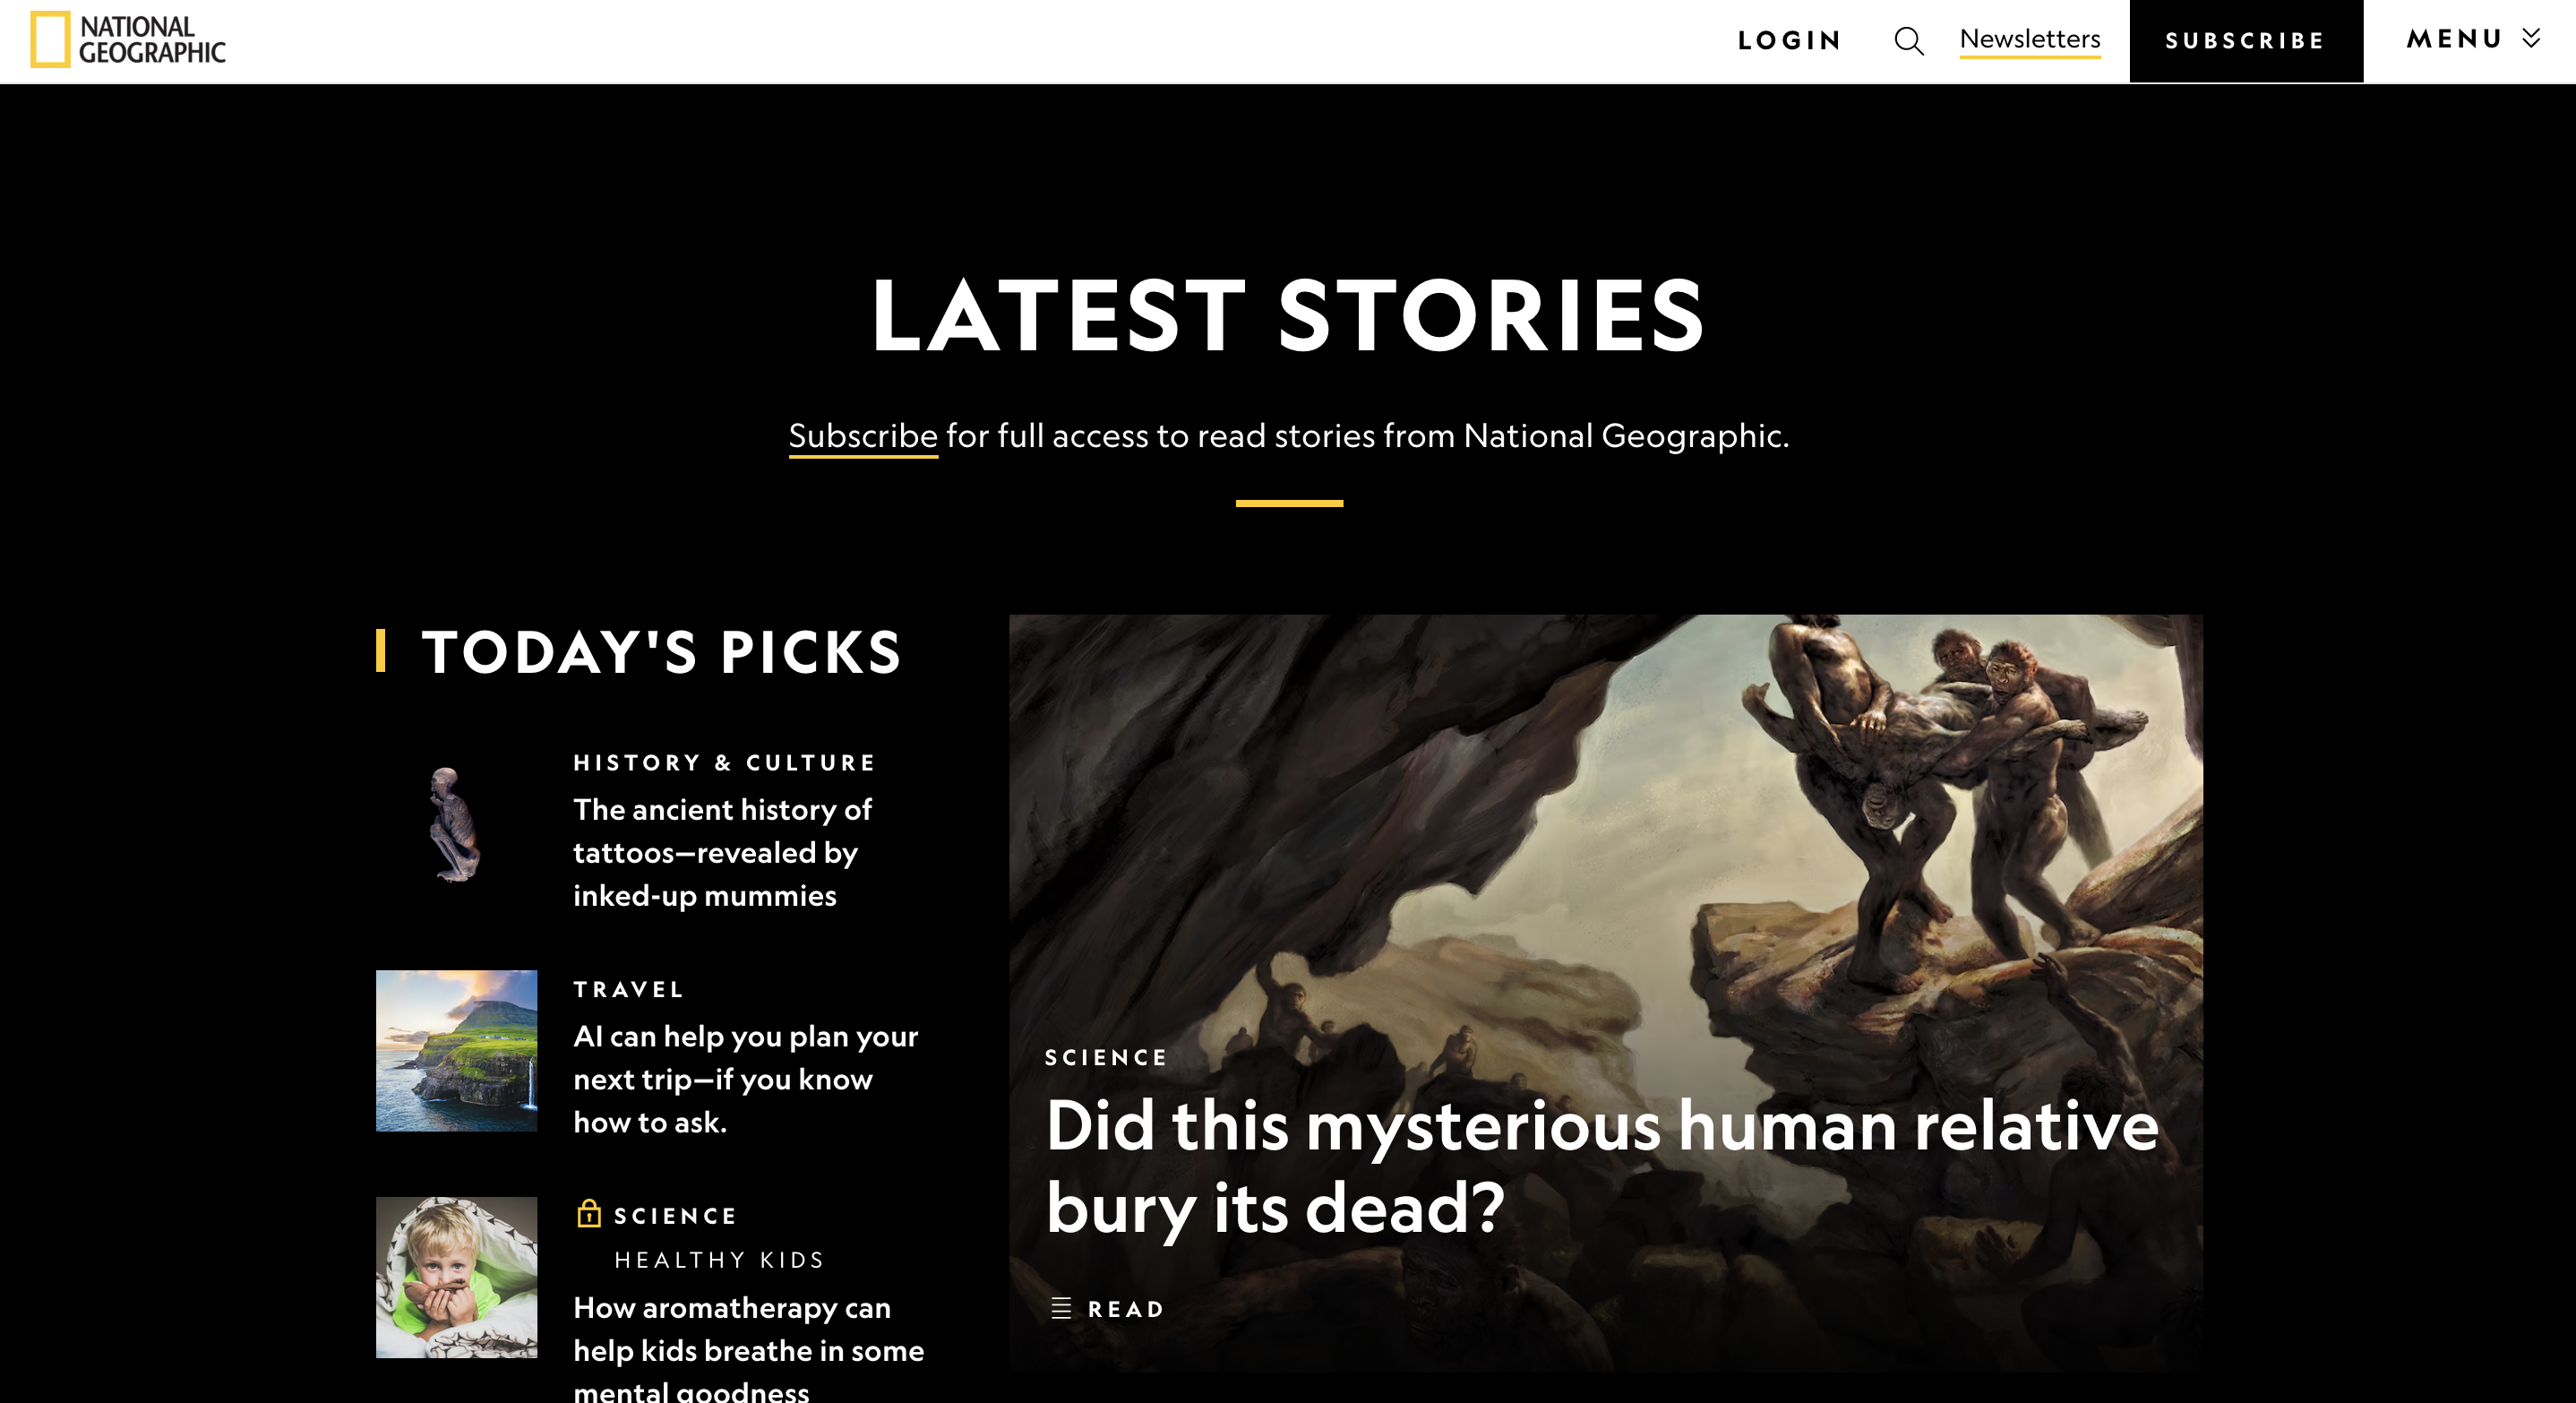 NATIONAL
GEOGRAPHIC
LOGIN
Newsletters
SUBSCRIBE
MENU
LATEST STORIES
Subscribe for full access to read stories from National Geographic.
TODAY'S PICKS
HISTORY & CULTURE
The ancient history of
tattoos—revealed by
inked-up mummies
TRAVEL
AI can help you plan your
next trip—if you know
how to ask.
SCIENCE
HEALTHY KIDS
How aromatherapy can
help kids breathe in some
mental goodness
SCIENCE
Did this mysterious human relative
bury its dead?
READ